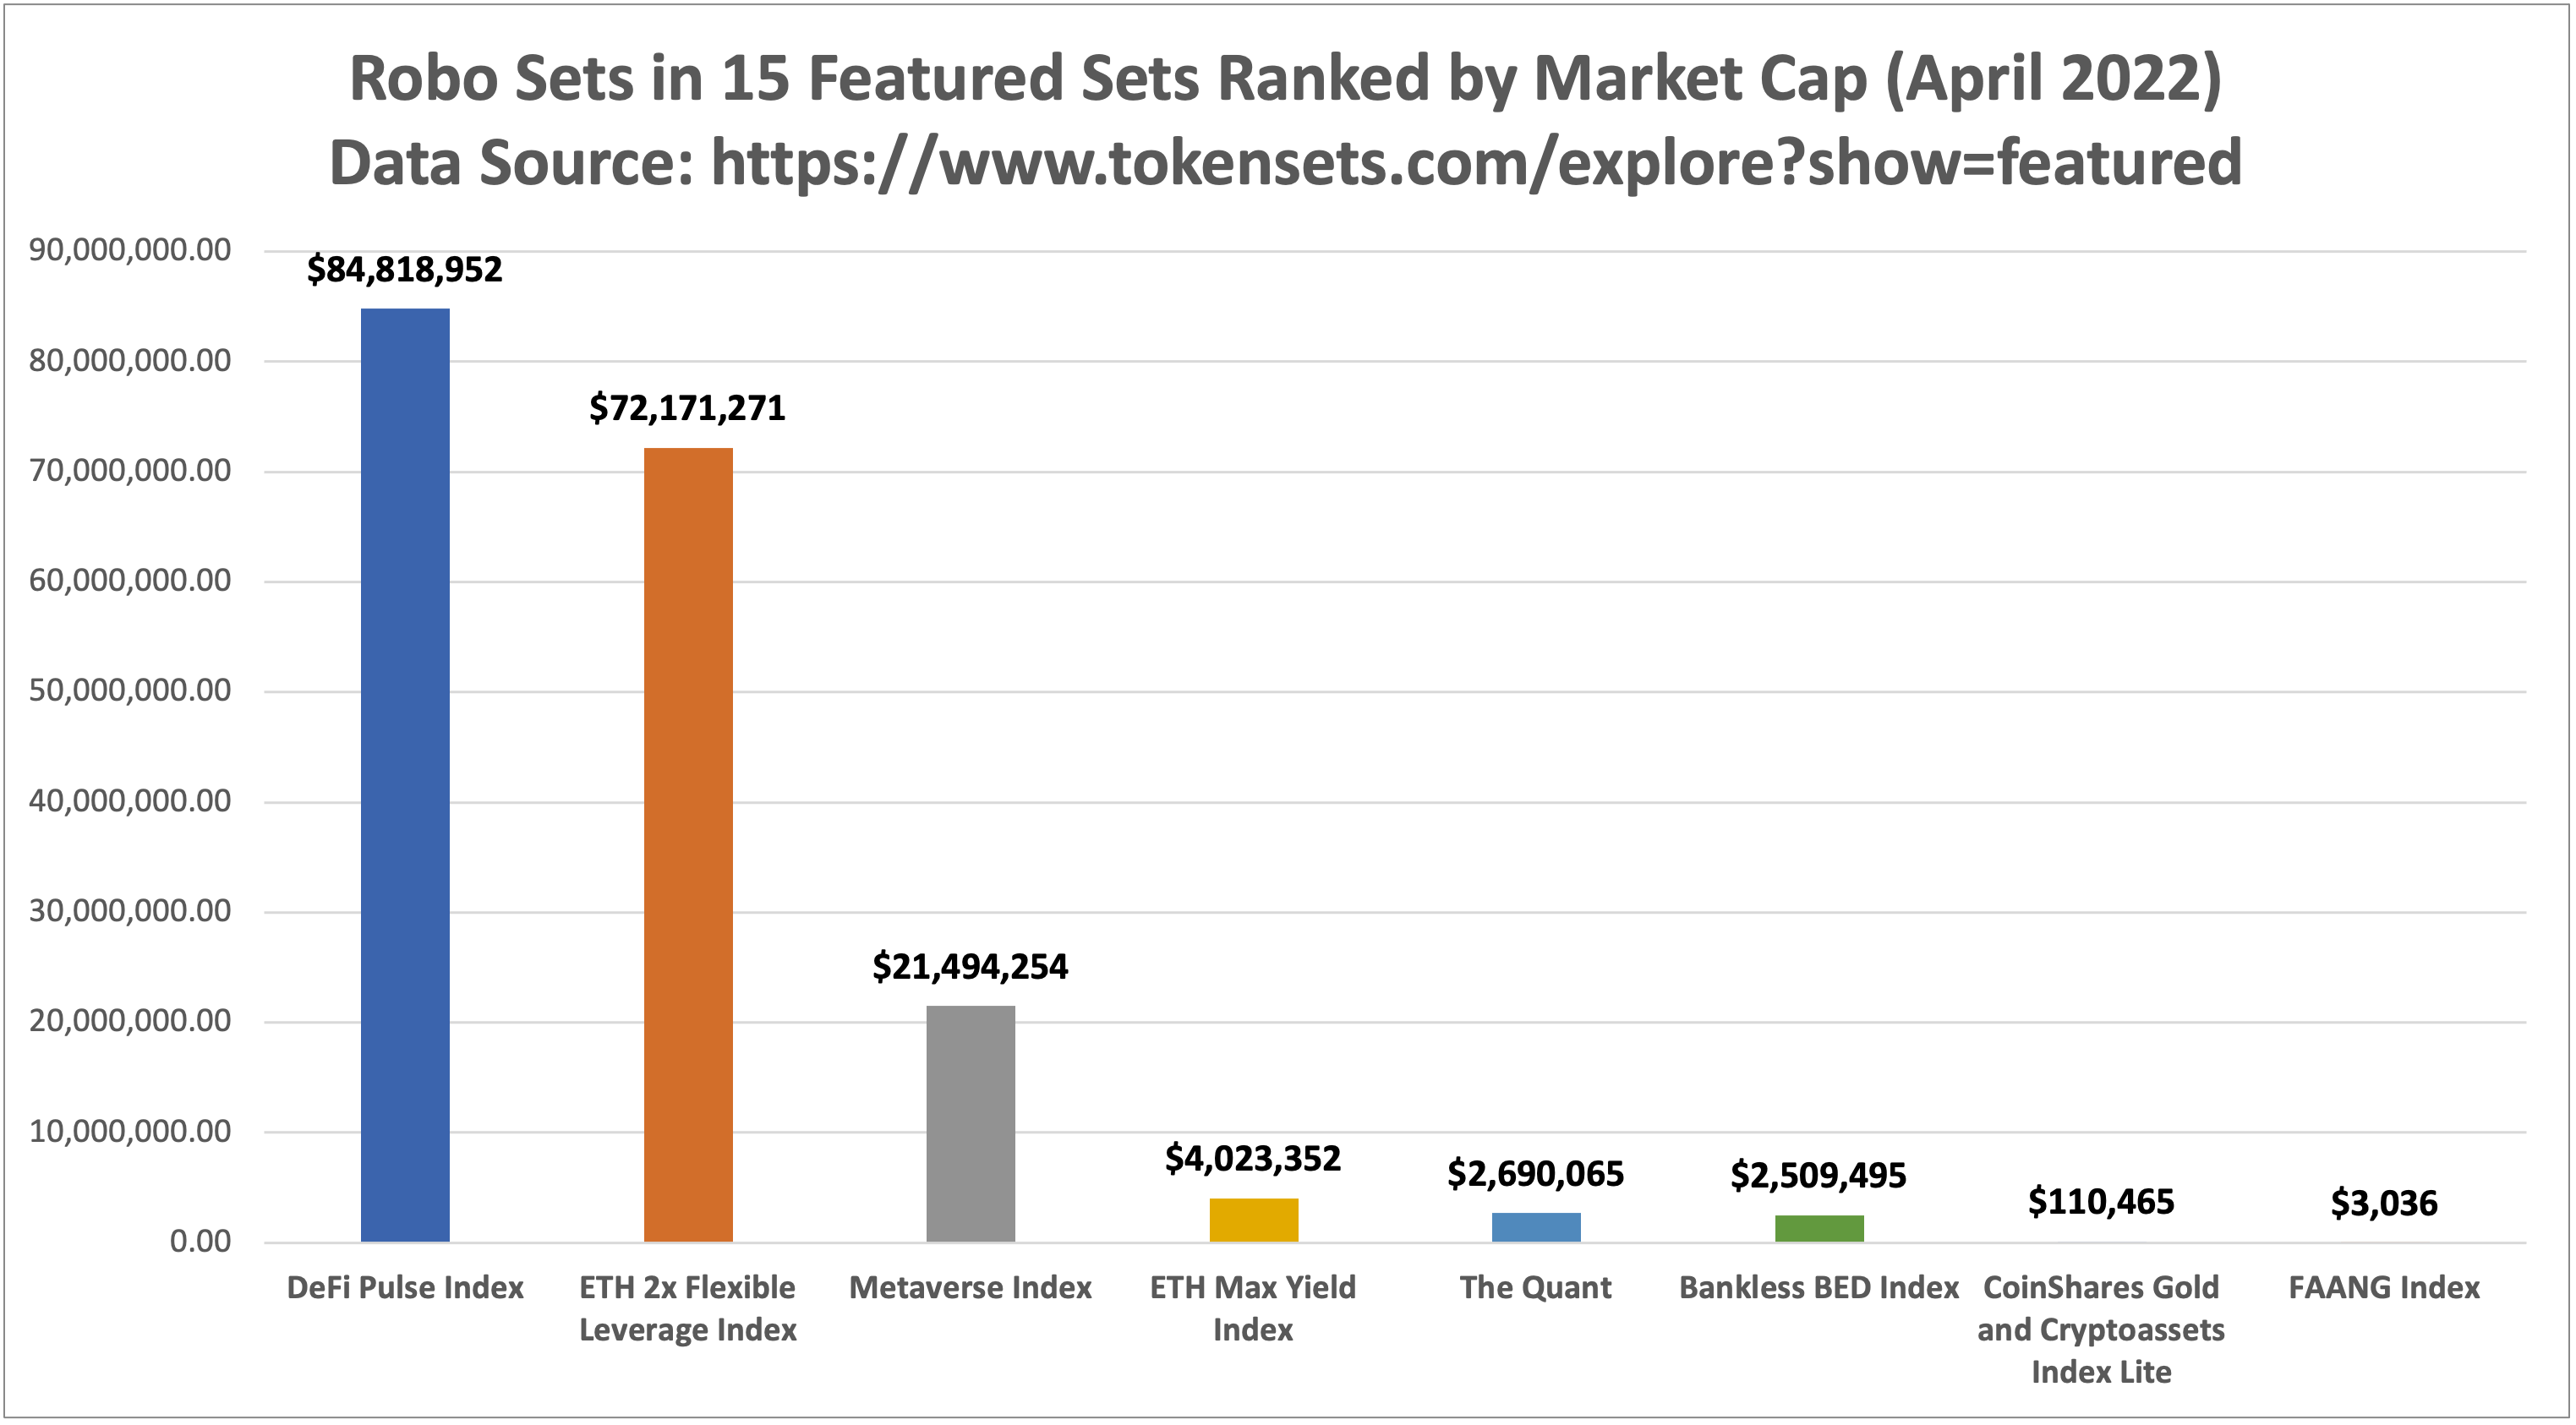 Robo Sets in 15 Featured Sets Ranked by Market Cap (April 2022)
Data Source: https://www.tokensets.com/explore?show=featured
90,000,000.00
80,000,000.00
70,000,000.00
60,000,000.00
50,000,000.00
40,000,000.00
30,000,000.00
20,000,000.00
10,000,000.00
0.00
$84,818,952
$72,171,271
$21,494,254
$4,023,352
$2,690,065
$2,509,495
$110,465
$3,036
DeFi Pulse Index
ETH 2x Flexible
Leverage Index
Metaverse Index
ETH Max Yield
Index
The Quant
Bankless BED Index
CoinShares Gold
and Cryptoassets
Index Lite
FAANG Index